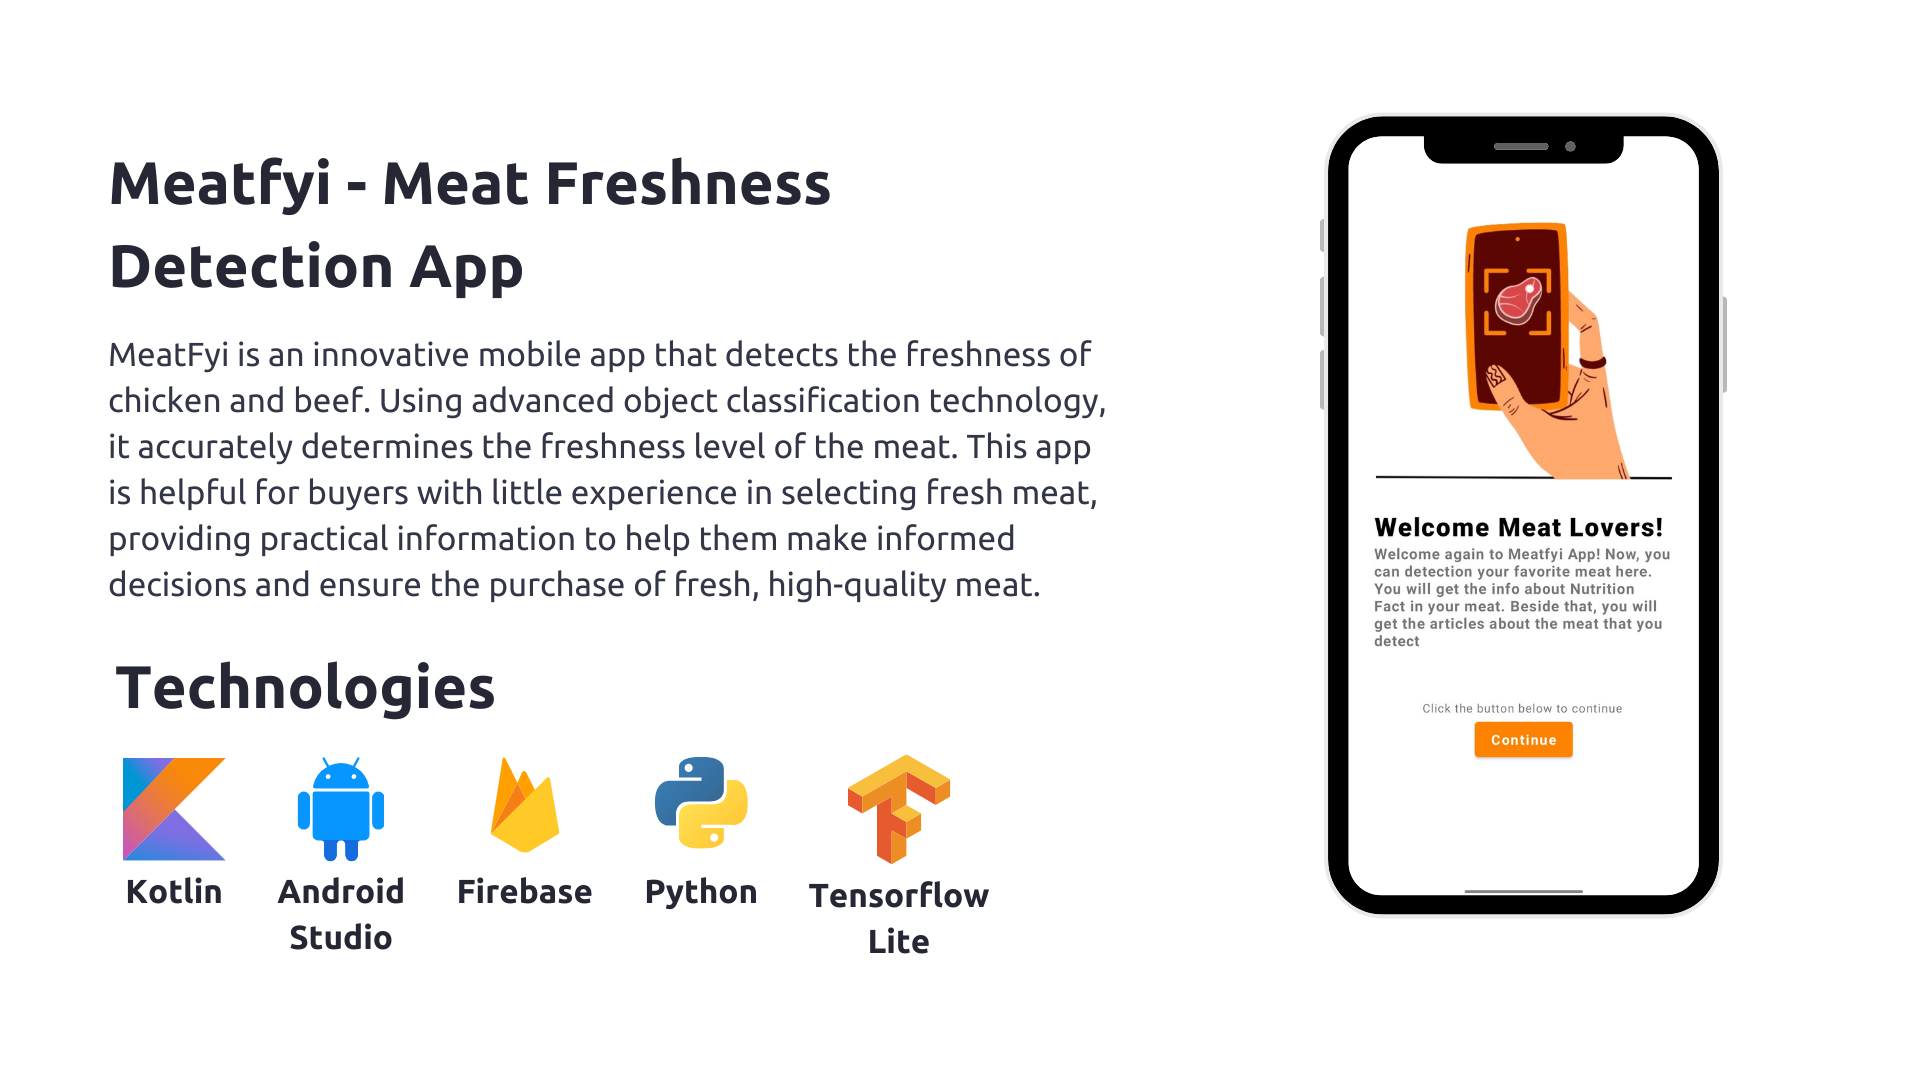 Meatfyi - Meat Freshness
Detection App
MeatFyi is an innovative mobile app that detects the freshness of
chicken and beef. Using advanced object classification technology,
it accurately determines the freshness level of the meat. This app
is helpful for buyers with little experience in selecting fresh meat,
providing practical information to help them make informed
decisions and ensure the purchase of fresh, high-quality meat.
Technologies
Kotlin
Android
Studio
Firebase
Python
Tensorflow
Lite
Welcome Meat Lovers!
Welcome again to Meatfyi App! Now, you
can detection your favorite meat here.
You will get the info about Nutrition
Fact in your meat. Beside that, you will
get the articles about the meat that you
detect
Click the button below to continue
Continue